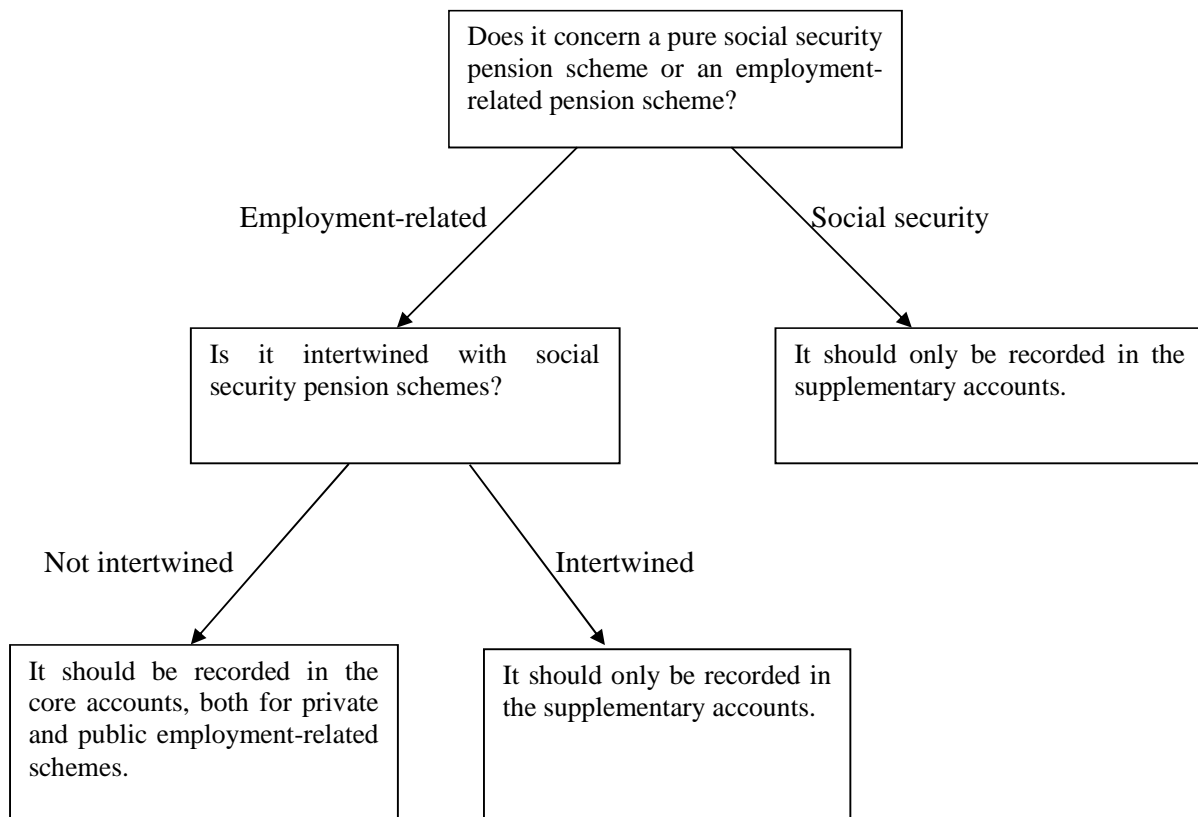 Does it concern a pure social security
pension scheme or an employment-
related pension scheme?
Employment-related
Social security
Is it intertwined with social
security pension schemes?
It should only be recorded in the
supplementary accounts.
Not intertwined
Intertwined
It should be recorded in the
core accounts, both for private
and public employment-related
schemes.
It should only be recorded in
the supplementary accounts.